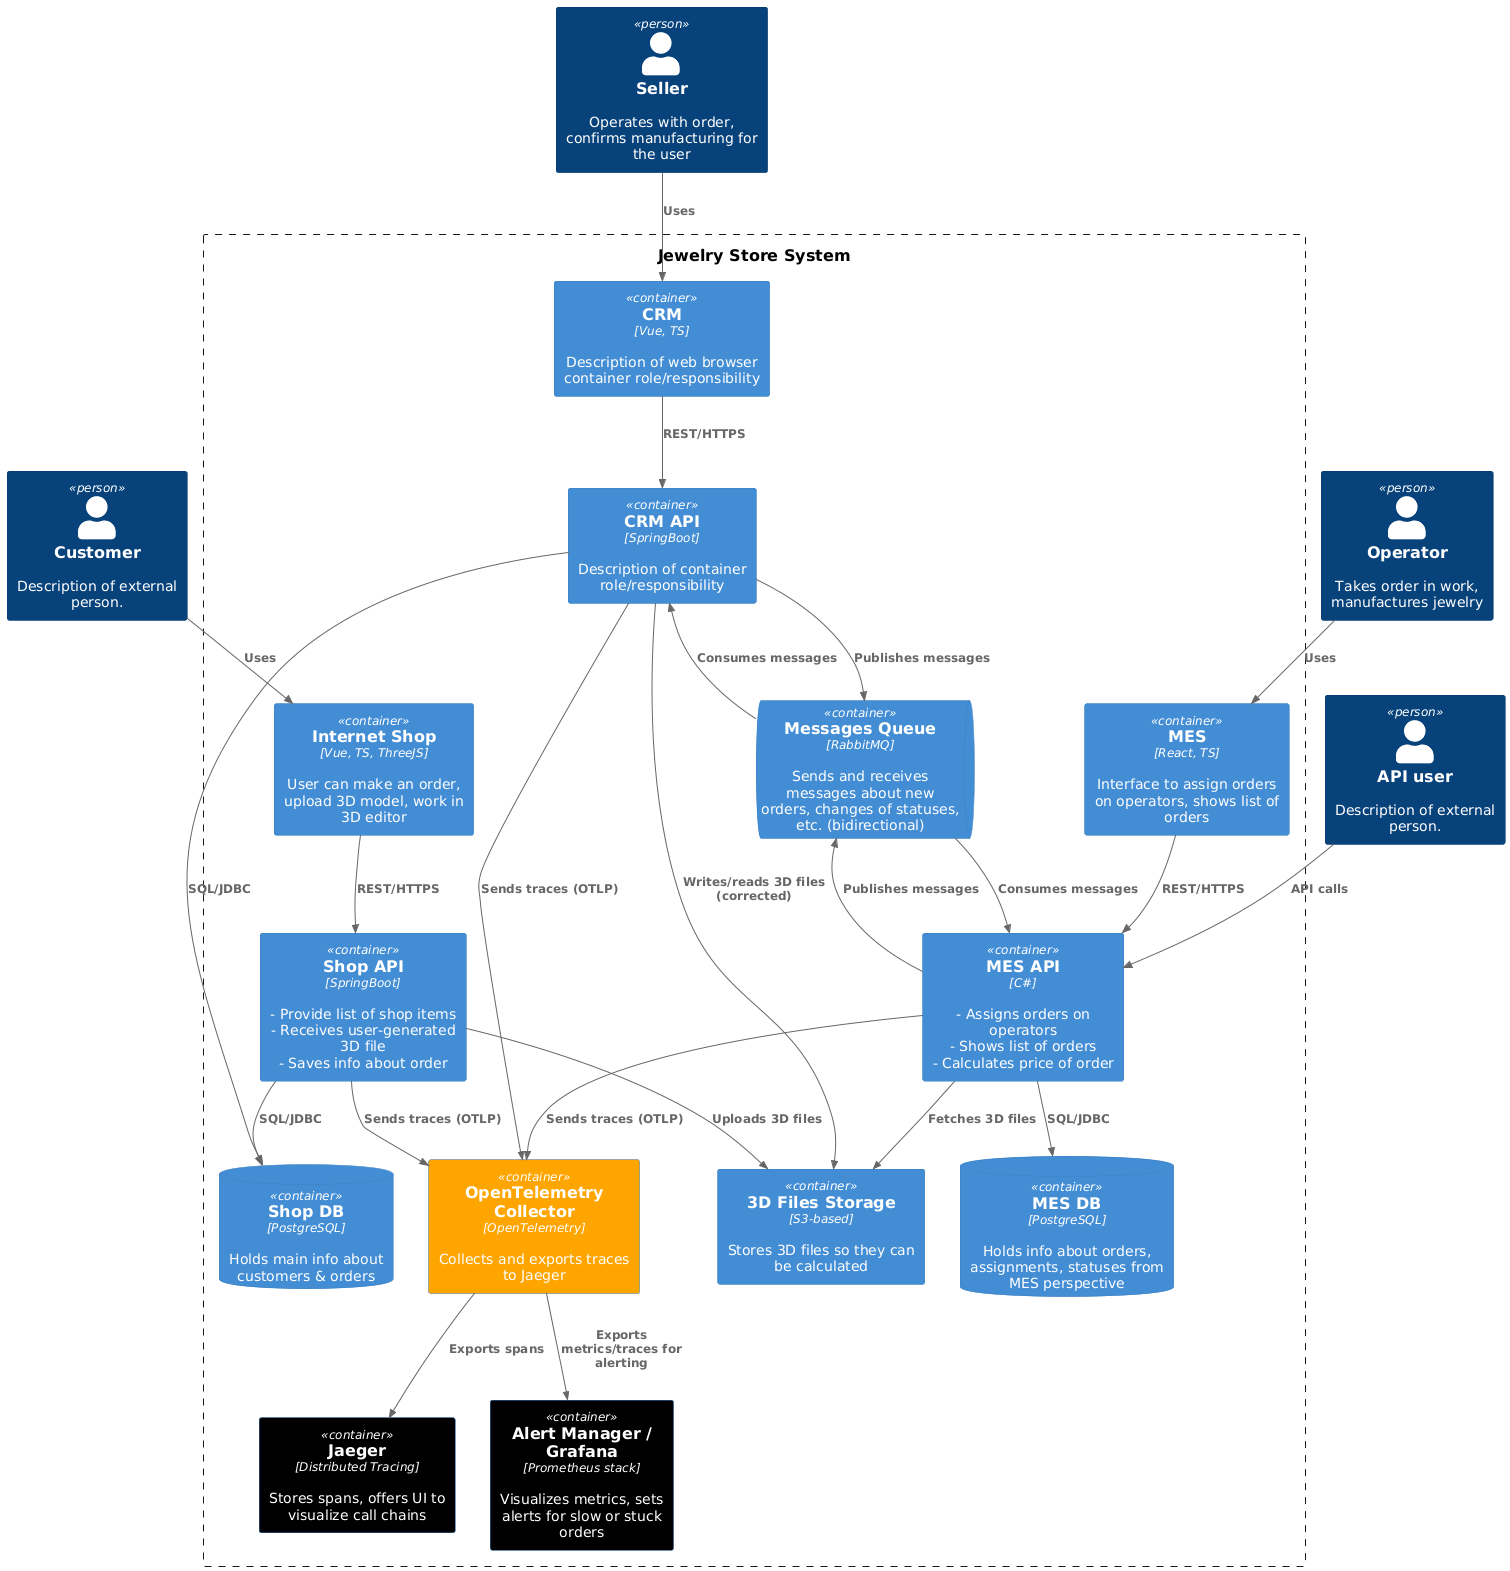 «person»
Seller
Operates with order,
confirms manufacturing for
the user
Uses
Jewelry Store System
«container»
CRM
[Vue, TS]
Description of web browser
container role/responsibility
REST/HTTPS
«person»
Customer
Description of external
person.
«container»
CRM API
[SpringBoot]
Description of container
role/responsibility
«person»
Operator
Takes order in work,
manufactures jewelry
Uses
Consumes messages
Publishes messages
Uses
«container»
Internet Shop
[Vue, TS, ThreeJS]
User can make an order,
upload 3D model, work in
3D editor
«container»
Messages Queue
[RabbitMQ]
Sends and receives
messages about new
orders, changes of statuses,
etc. (bidirectional)
«container»
MES
[React, TS]
Interface to assign orders
on operators, shows list of
orders
«person»
API user
Description of external
person.
SQL/JDBC
REST/HTTPS
Sends traces (OTLP)
Writes/reads 3D files
(corrected)
Publishes messages
Consumes messages
REST/HTTPS
API calls
«container»
Shop API
[SpringBoot]
- Provide list of shop items
- Receives user-generated
3D file
- Saves info about order
«container»
MES API
[C#]
- Assigns orders on
operators
- Shows list of orders
- Calculates price of order
SQL/JDBC
Sends traces (OTLP)
Sends traces (OTLP)
Uploads 3D files
Fetches 3D files
SQL/JDBC
«container»
Shop DB
[PostgreSQL]
Holds main info about
customers & orders
«container»
OpenTelemetry
Collector
[OpenTelemetry]
Collects and exports traces
to Jaeger
«container»
3D Files Storage
[S3-based]
Stores 3D files so they can
be calculated
«container»
MES DB
[PostgreSQL]
Holds info about orders,
assignments, statuses from
MES perspective
Exports spans
Exports
metrics/traces for
alerting
«container»
Jaeger
[Distributed Tracing]
Stores spans, offers UI to
visualize call chains
«container»
Alert Manager /
Grafana
[Prometheus stack]
Visualizes metrics, sets
alerts for slow or stuck
orders